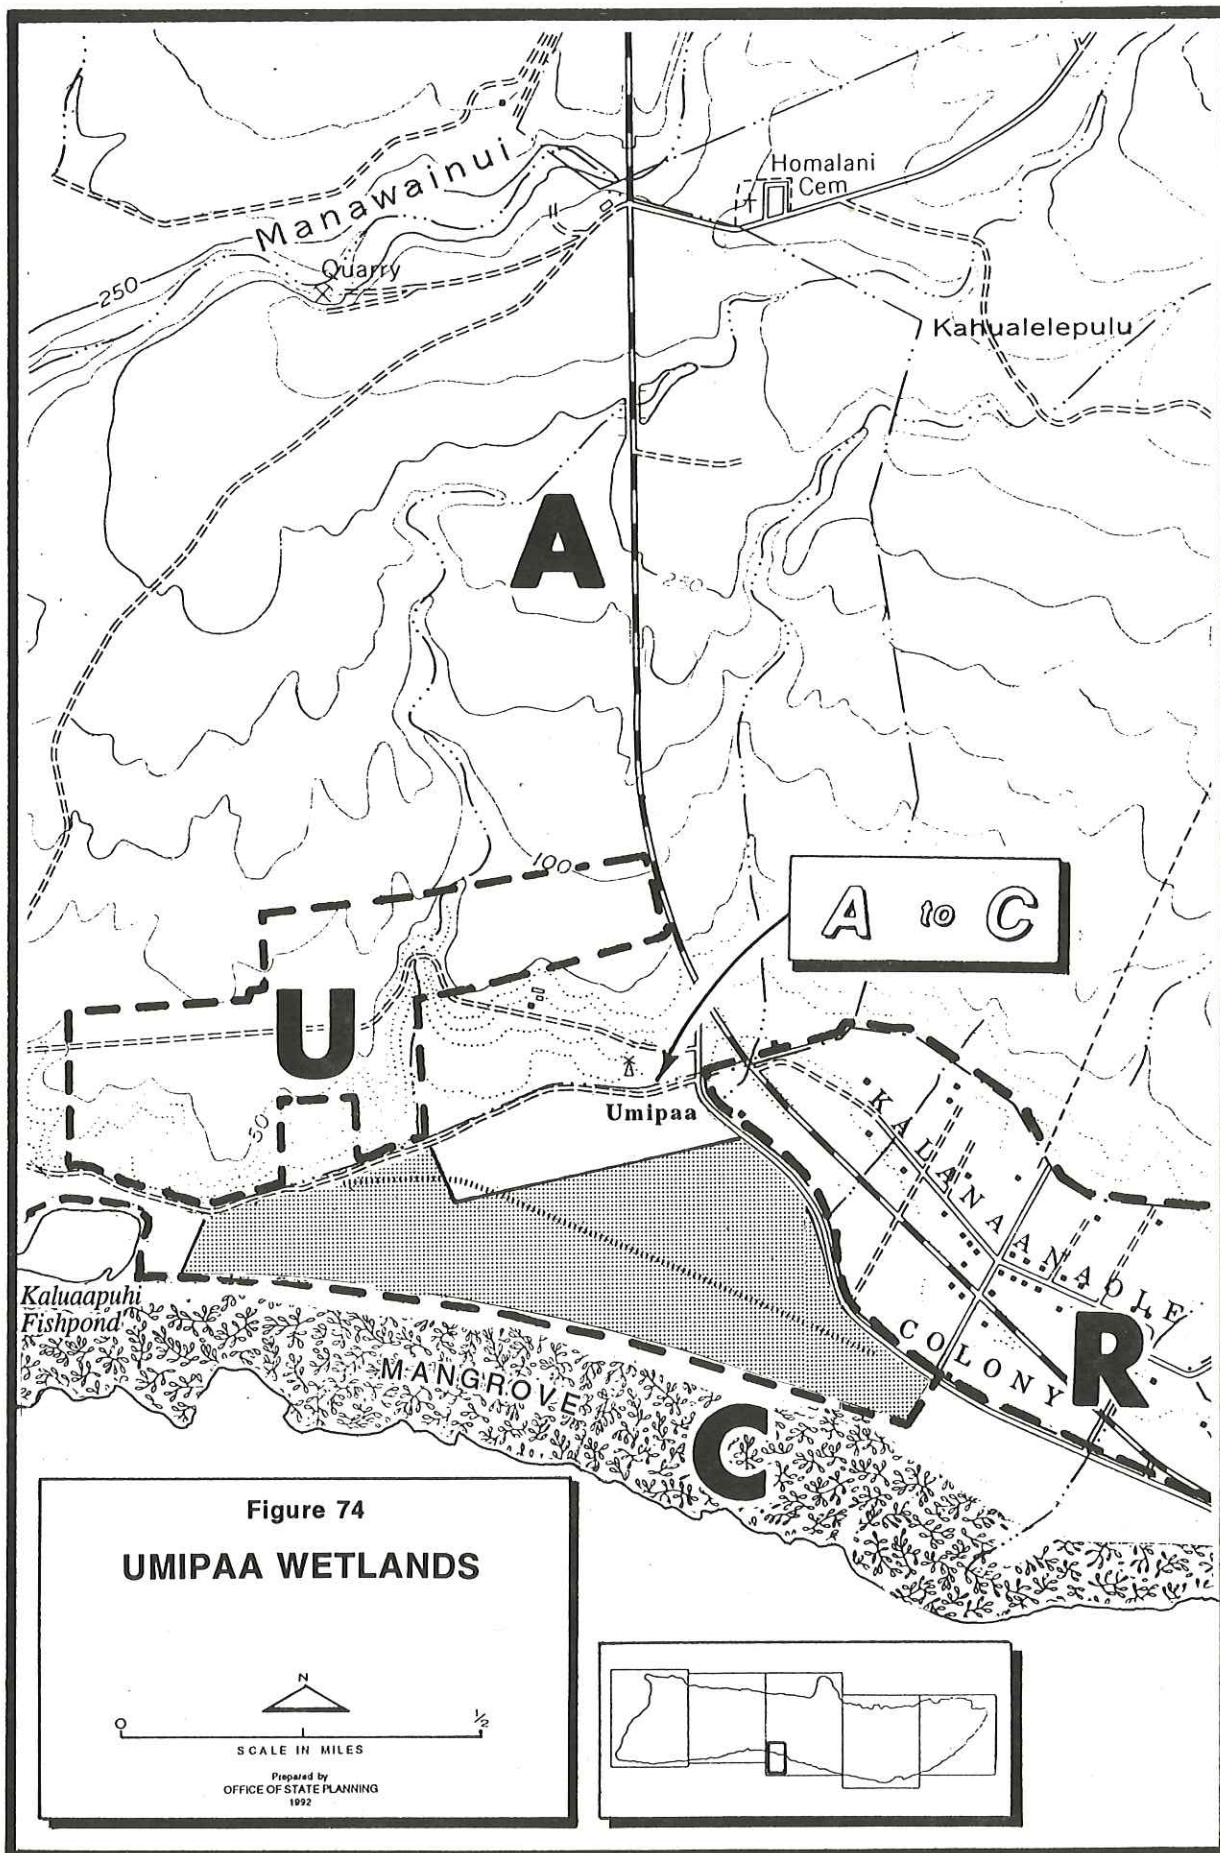 Manawainui
Homalani
Cem
Quarry
250
Kahualelepulu
A
250
100
A to C
U
50
Umipaa
KALANAANAOLE
COLONY
R
Kaluaapuhi
Fishpond
MANGROVE
C
Figure 74
UMIPAA WETLANDS
N
0 1/2
SCALE IN MILES
Prepared by
OFFICE OF STATE PLANNING
1992